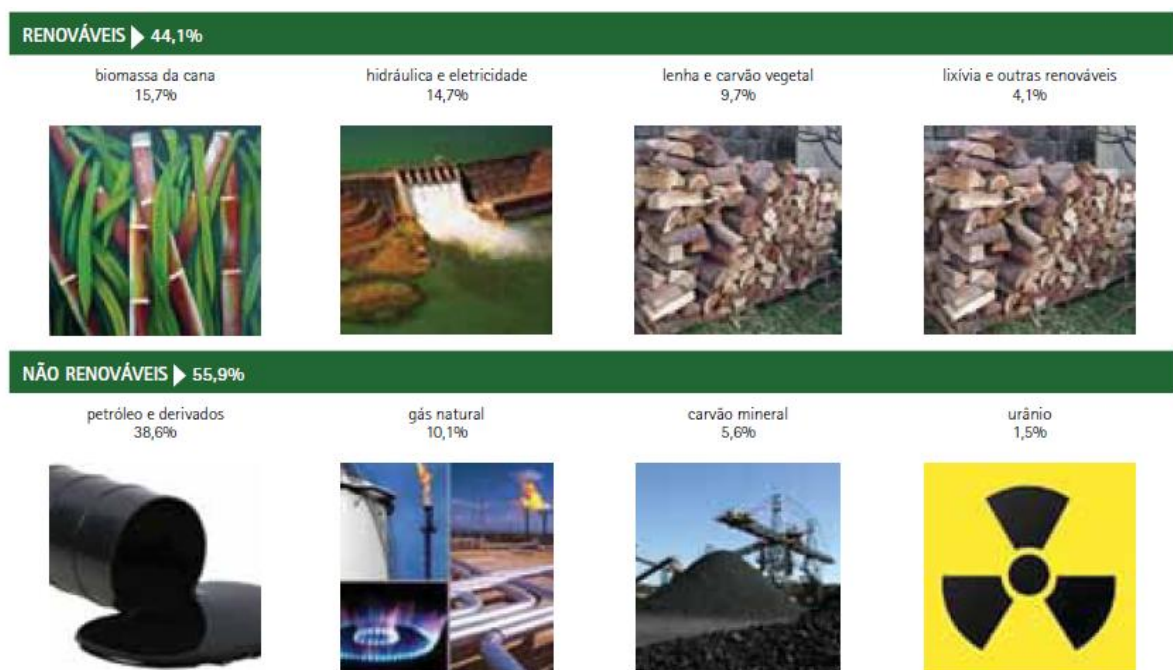 RENOVÁVEIS ▶ 44,1%
biomassa da cana
15,7%
hidráulica e eletricidade
14,7%
lenha e carvão vegetal
9,7%
lixívia e outras renováveis
4,1%
NÃO RENOVÁVEIS ▶ 55,9%
petróleo e derivados
38,6%
gás natural
10,1%
carvão mineral
5,6%
urânio
1,5%